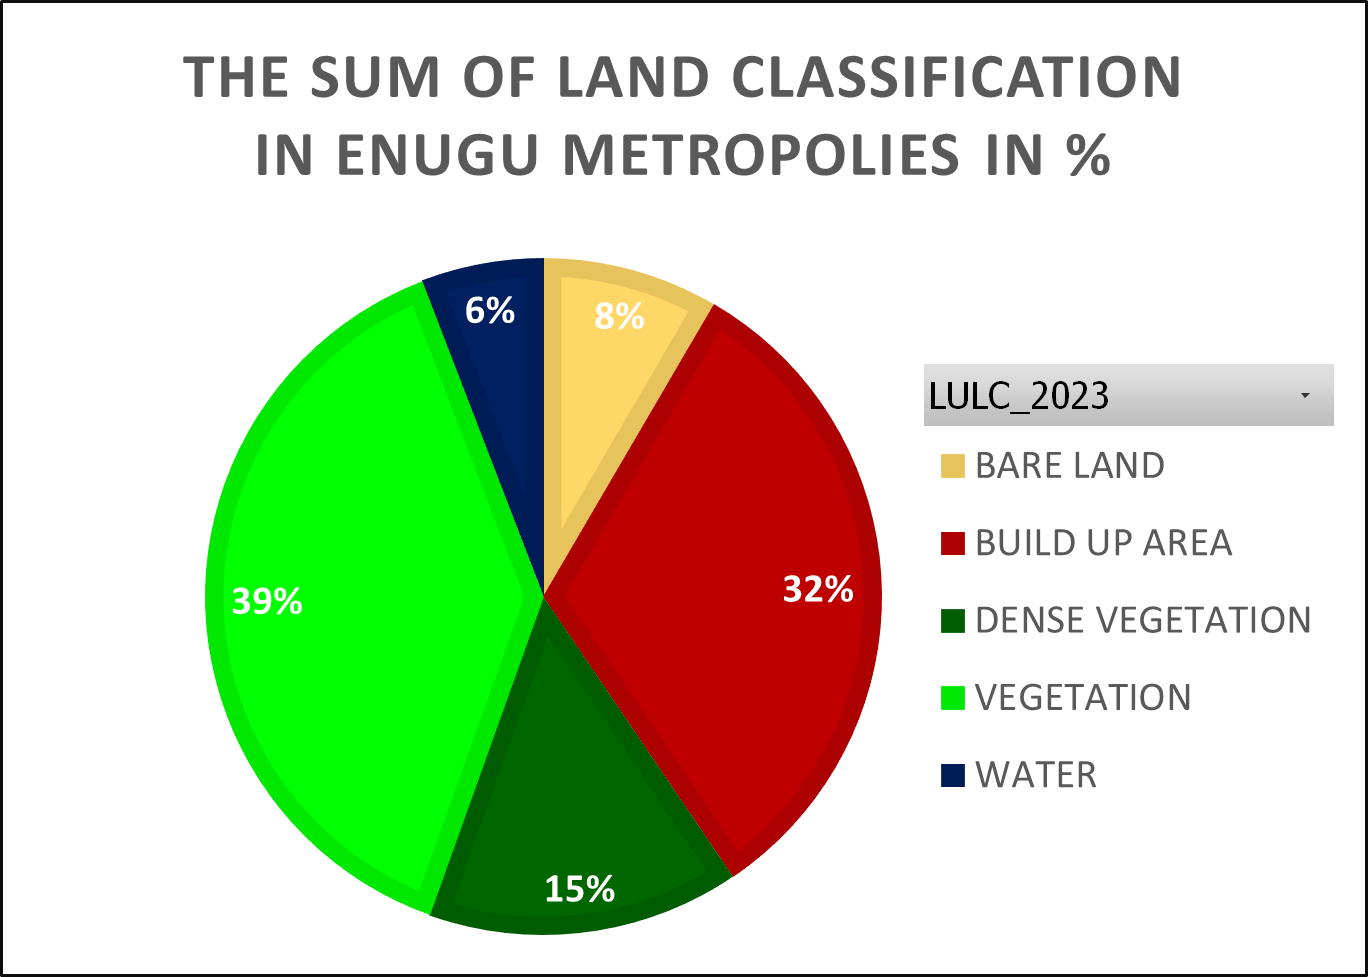 THE SUM OF LAND CLASSIFICATION
IN ENUGU METROPOLIES IN %
6%
8%
32%
39%
15%
LULC_2023
BARE LAND
BUILD UP AREA
DENSE VEGETATION
VEGETATION
WATER